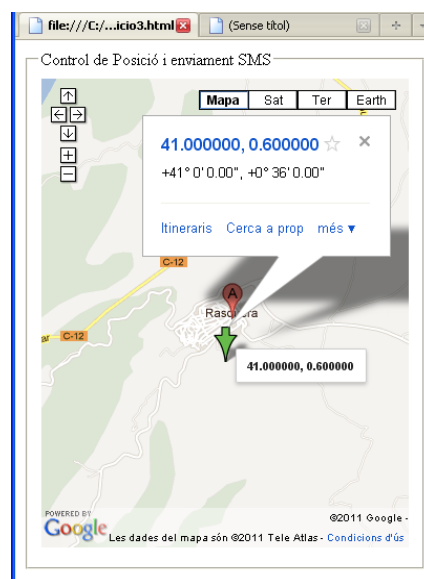 file:///C:/...icio3.html
(Sense títol)
Control de Posició i enviament SMS
Mapa Sat Ter Earth
41.000000, 0.600000
+41° 0' 0.00", +0° 36' 0.00"
Itineraris Cerca a prop més ▼
C-12
A
C-12
41.000000, 0.600000
POWERED BY
Google
©2011 Google -
Les dades del mapa són ©2011 Tele Atlas - Condicions d'ús